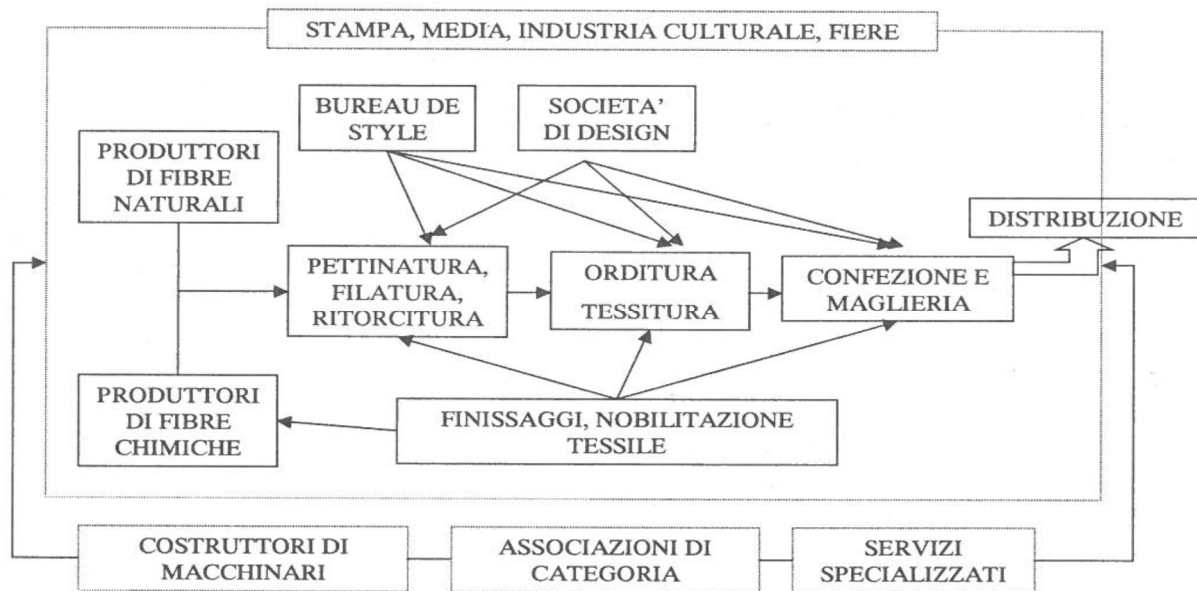 STAMPA, MEDIA, INDUSTRIA CULTURALE, FIERE
BUREAU DE
STYLE
SOCIETA’
DI DESIGN
PRODUTTORI
DI FIBRE
NATURALI
DISTRIBUZIONE
PETTINATURA,
FILATURA,
RITORCITURA
ORDITURA
TESSITURA
CONFEZIONE E
MAGLIERIA
PRODUTTORI
DI FIBRE
CHIMICHE
FINISSAGGI, NOBILITAZIONE
TESSILE
COSTRUTTORI DI
MACCHINARI
ASSOCIAZIONI DI
CATEGORIA
SERVIZI
SPECIALIZZATI